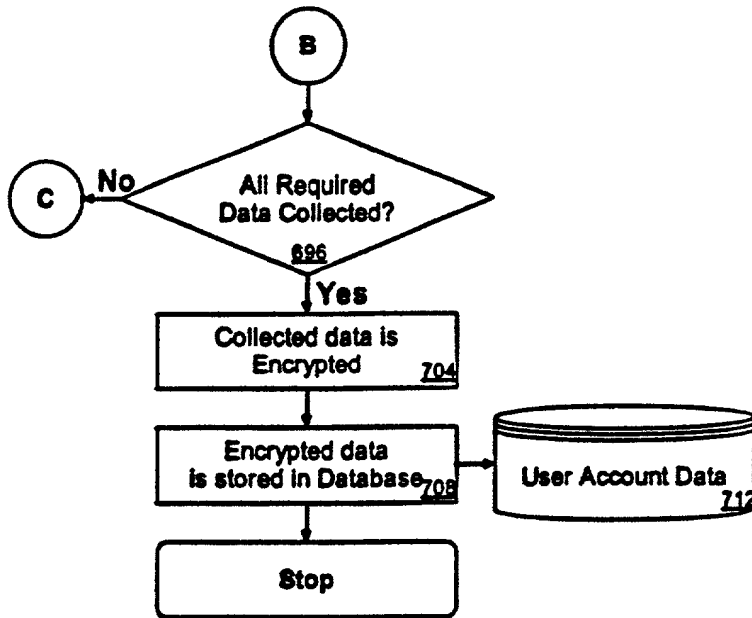 B
C
No
All Required
Data Collected?
696
Yes
Collected data is
Encrypted
704
Encrypted data
is stored in Database
708
User Account Data
712
Stop